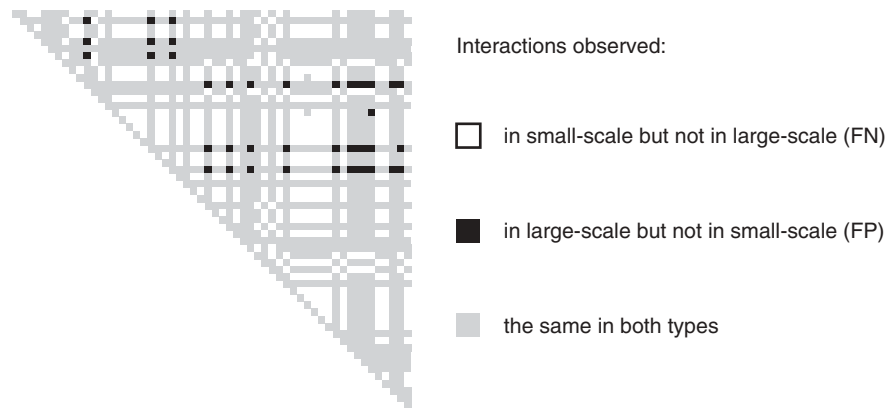 Interactions observed:
in small-scale but not in large-scale (FN)
in large-scale but not in small-scale (FP)
the same in both types